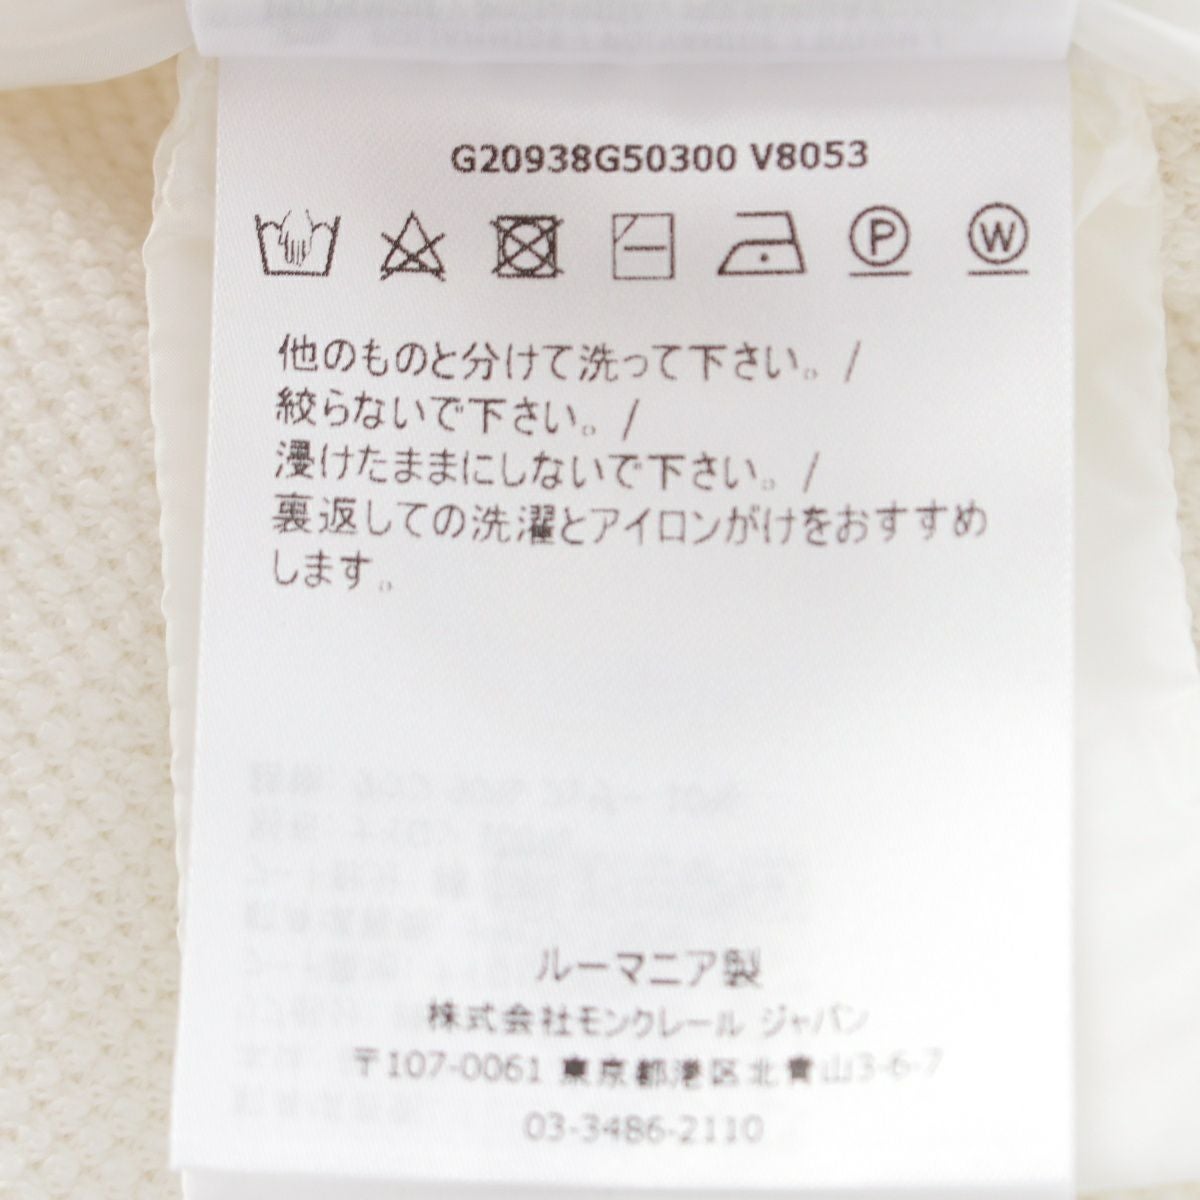 G20938G50300 V8053
P W
他のものと分けて洗って下さい。/
絞らないで下さい。/
浸けたままにしないで下さい。/
裏返しての洗濯とアイロンがけをおすすめ
します。
ルーマニア製
株式会社モンクレール ジャパン
〒107-0061 東京都港区北青山3-6-7
03-3486-2110